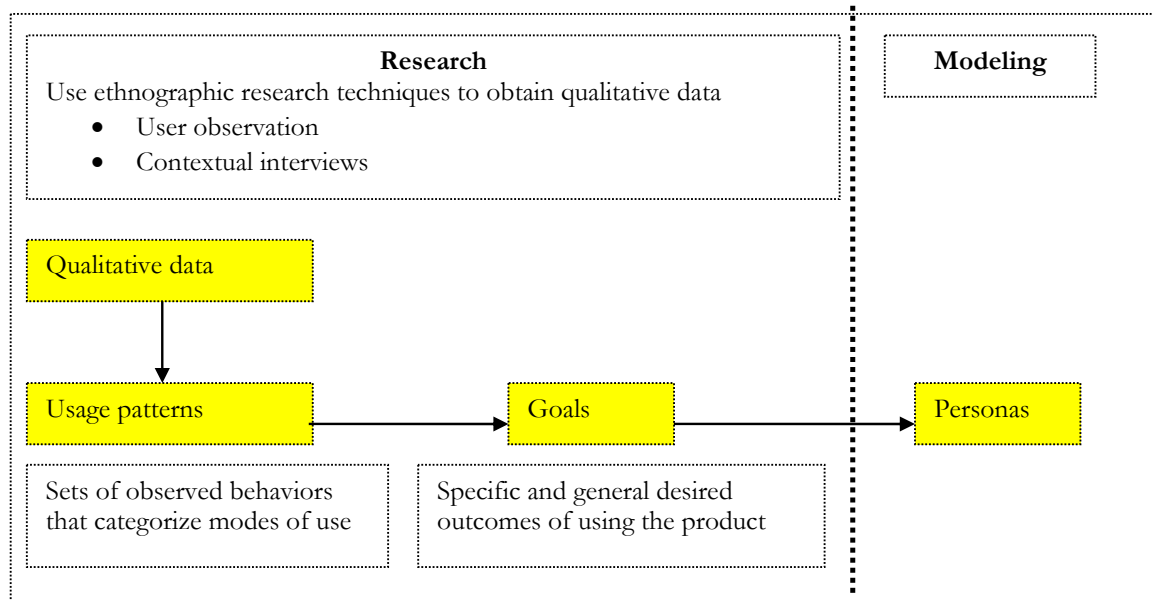 Research
Modeling
Use ethnographic research techniques to obtain qualitative data
• User observation
• Contextual interviews
Qualitative data
Usage patterns
Goals
Personas
Sets of observed behaviors
that categorize modes of use
Specific and general desired
outcomes of using the product